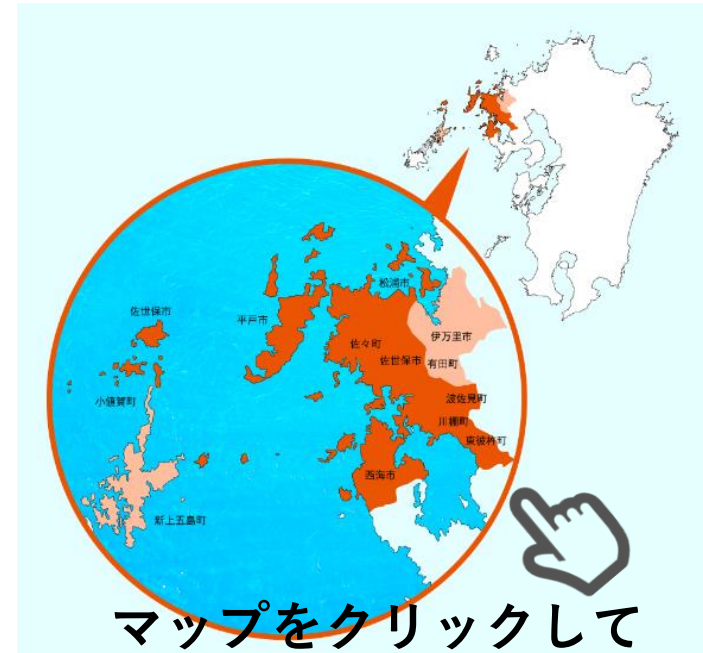 松浦市
佐世保市
平戸市
伊万里市
佐々町
佐世保市
有田町
小値賀町
波佐見町
川棚町
東彼杵町
西海市
新上五島町
マップをクリックして